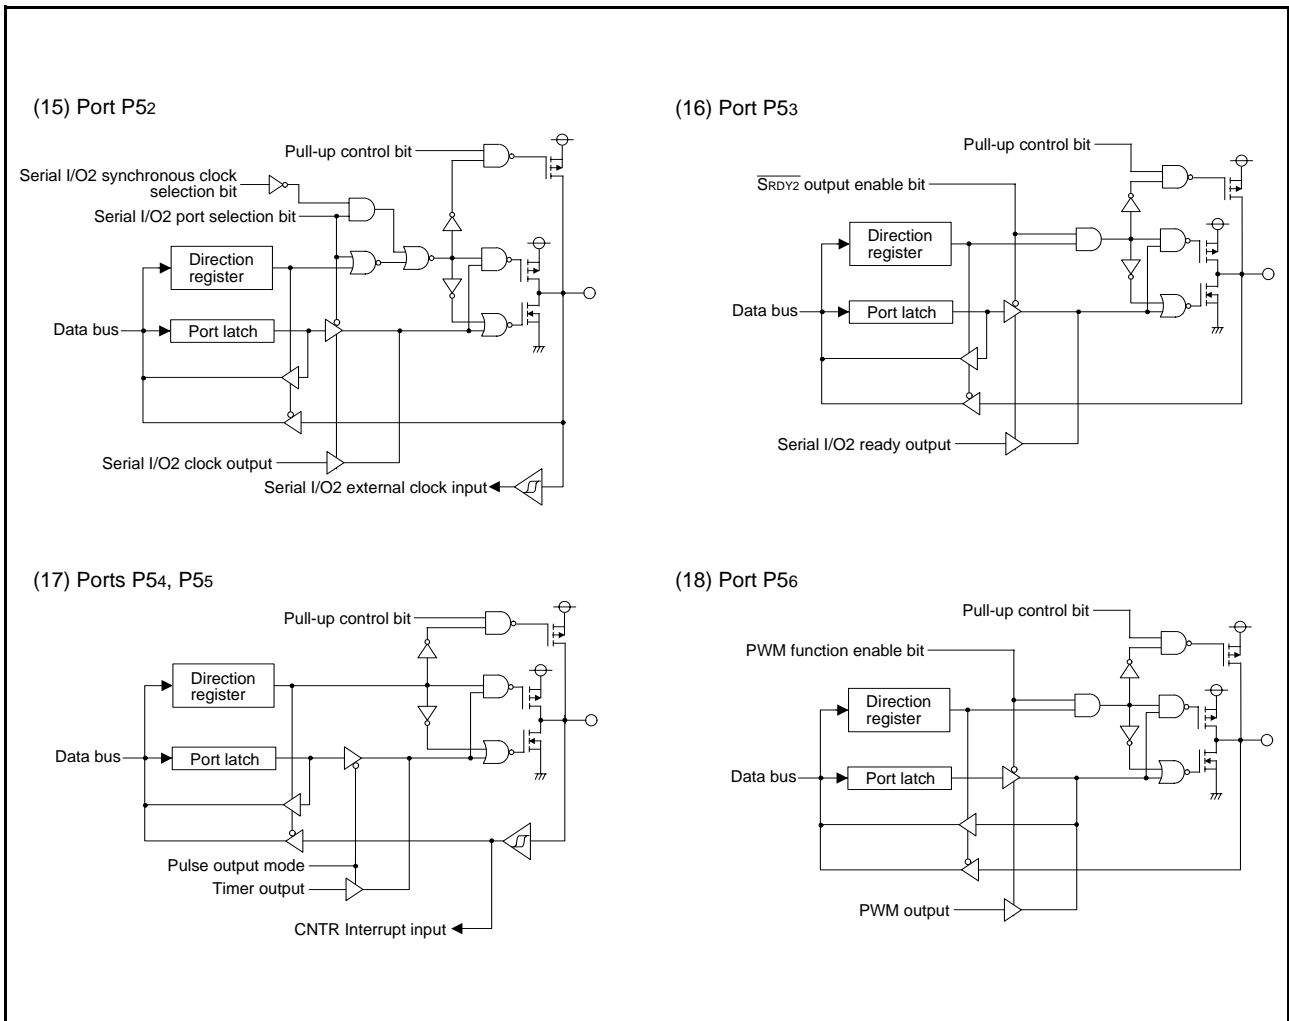 (15) Port P52
Pull-up control bit
Serial I/O2 synchronous clock
selection bit
Serial I/O2 port selection bit
Direction
register
Data bus
Port latch
Serial I/O2 clock output
Serial I/O2 external clock input
(16) Port P53
Pull-up control bit
SRDY2 output enable bit
Direction
register
Data bus
Port latch
Serial I/O2 ready output
(17) Ports P54, P55
Pull-up control bit
Direction
register
Data bus
Port latch
Pulse output mode
Timer output
CNTR Interrupt input
(18) Port P56
Pull-up control bit
PWM function enable bit
Direction
register
Data bus
Port latch
PWM output